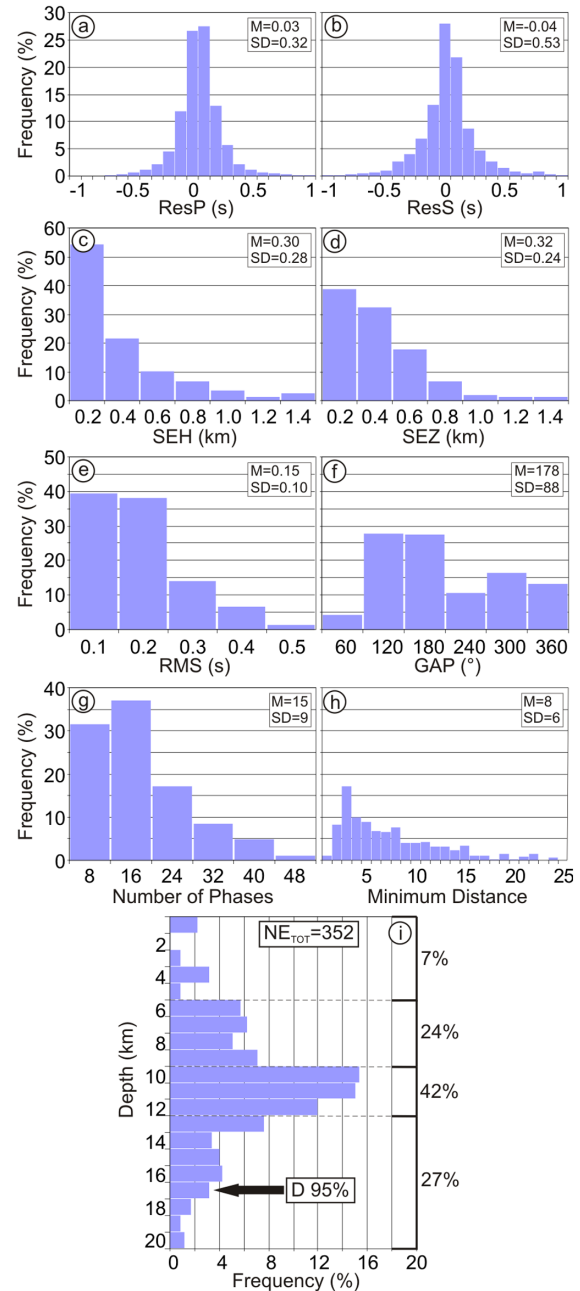 a
M=0.03
SD=0.32
b
M=-0.04
SD=0.53
Frequency (%)
30
25
20
15
10
5
0
-1 -0.5 0 0.5 1
ResP (s)
-1 -0.5 0 0.5 1
ResS (s)
c
M=0.30
SD=0.28
d
M=0.32
SD=0.24
Frequency (%)
60
50
40
30
20
10
0
0.2 0.4 0.6 0.8 1.0 1.2 1.4
SEH (km)
0.2 0.4 0.6 0.8 1.0 1.2 1.4
SEZ (km)
e
M=0.15
SD=0.10
f
M=178
SD=88
Frequency (%)
50
40
30
20
10
0
0.1 0.2 0.3 0.4 0.5
RMS (s)
60 120 180 240 300 360
GAP (°)
g
M=15
SD=9
h
M=8
SD=6
Frequency (%)
40
30
20
10
0
8 16 24 32 40 48
Number of Phases
5 10 15 20 25
Minimum Distance
NETOT=352
i
Depth (km)
2
4
6
8
10
12
14
16
18
20
7%
24%
42%
27%
D 95%
0 4 8 12 16 20
Frequency (%)